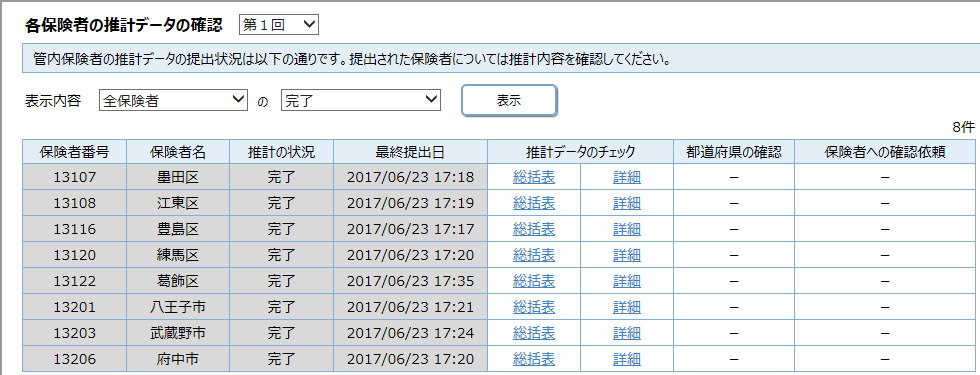 各保険者の推計データの確認 第１回
管内保険者の推計データの提出状況は以下の通りです。提出された保険者については推計内容を確認してください。
表示内容 全保険者 の 完了 表示
8件
保険者番号 保険者名 推計の状況 最終提出日 推計データのチェック 都道府県の確認 保険者への確認依頼
13107 墨田区 完了 2017/06/23 17:18 総括表 詳細 － －
13108 江東区 完了 2017/06/23 17:19 総括表 詳細 － －
13116 豊島区 完了 2017/06/23 17:17 総括表 詳細 － －
13120 練馬区 完了 2017/06/23 17:20 総括表 詳細 － －
13122 葛飾区 完了 2017/06/23 17:35 総括表 詳細 － －
13201 八王子市 完了 2017/06/23 17:21 総括表 詳細 － －
13203 武蔵野市 完了 2017/06/23 17:24 総括表 詳細 － －
13206 府中市 完了 2017/06/23 17:20 総括表 詳細 － －